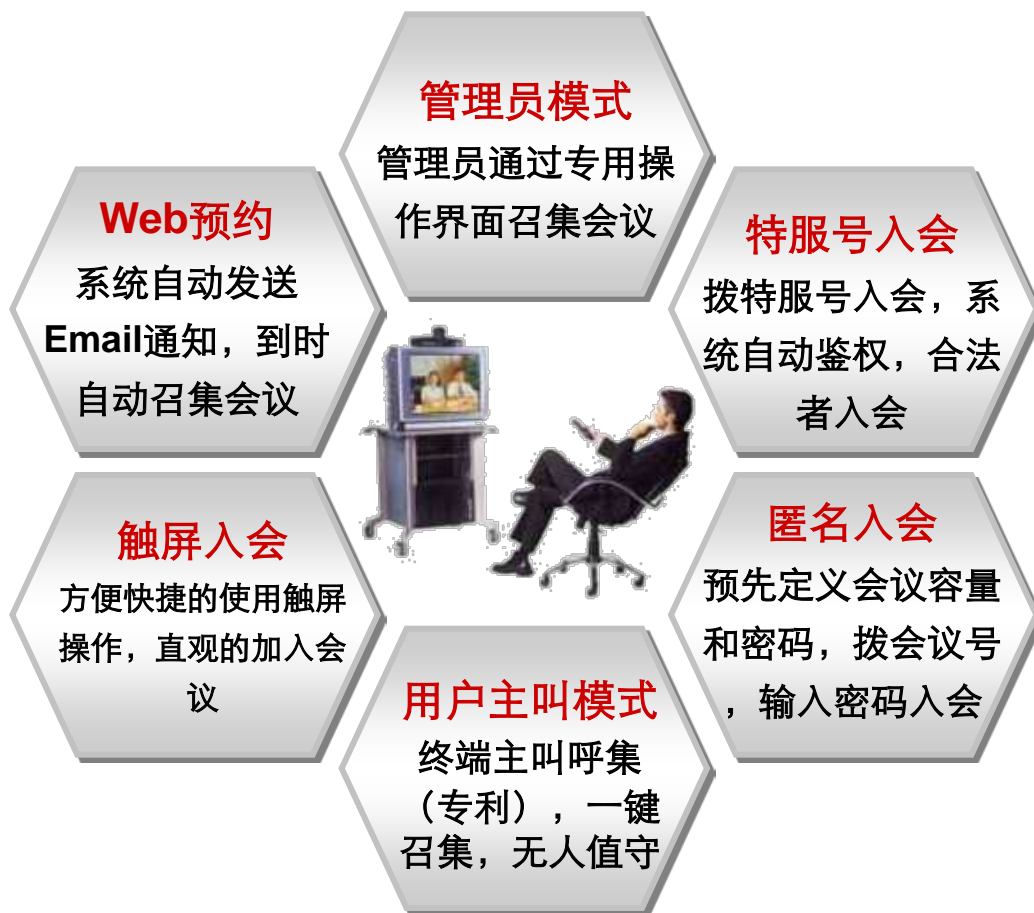 管理员模式
管理员通过专用操
作界面召集会议
Web预约
系统自动发送
Email通知，到时
自动召集会议
特服号入会
拨特服号入会，系
统自动鉴权，合法
者入会
触屏入会
方便快捷的使用触屏
操作，直观的加入会
议
匿名入会
预先定义会议容量
和密码，拨会议号
，输入密码入会
用户主叫模式
终端主叫呼集
（专利），一键
召集，无人值守